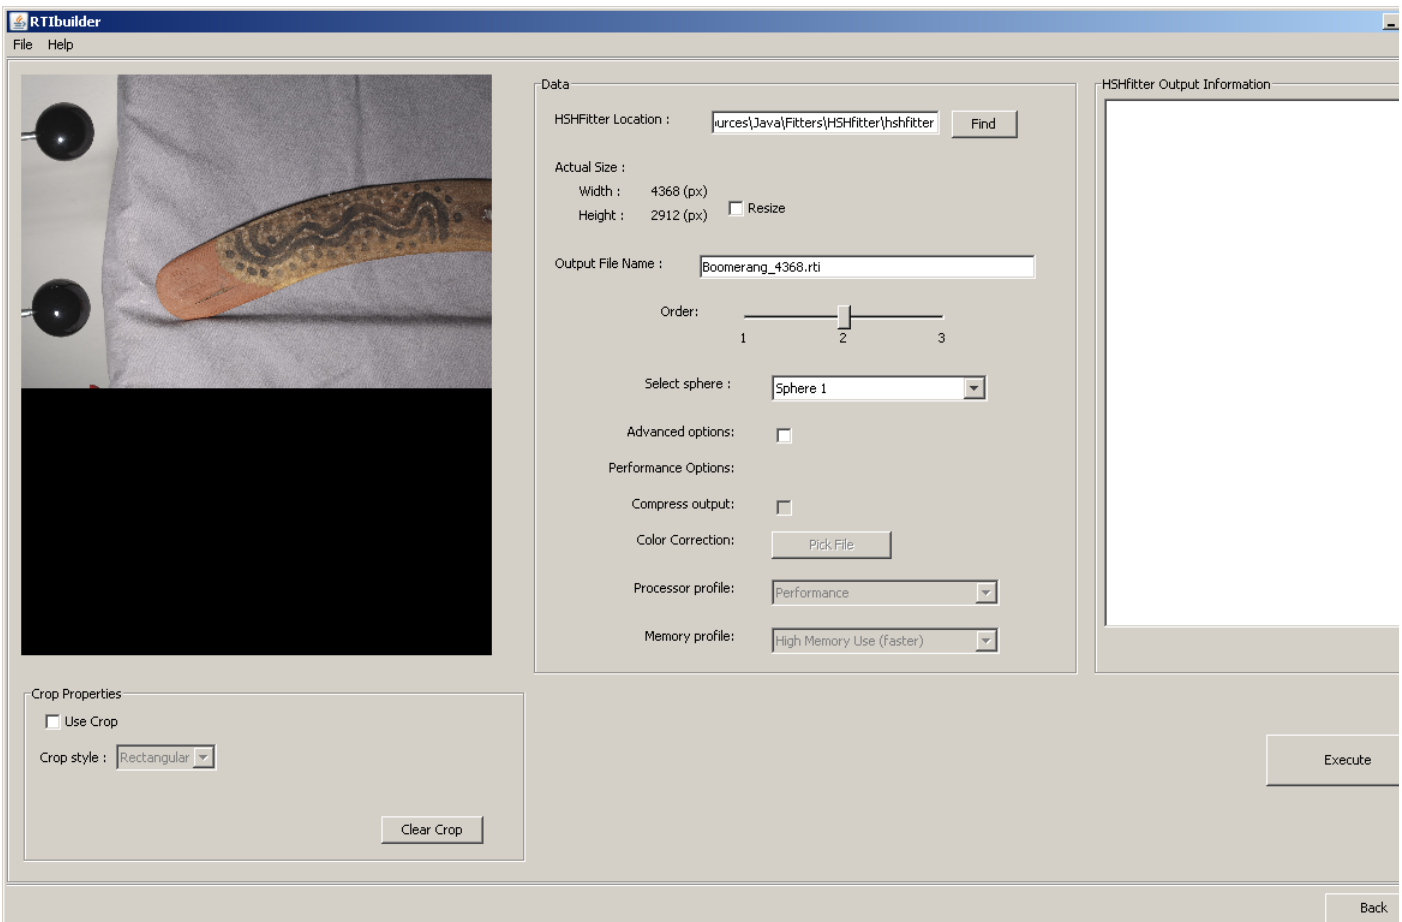 RTIbuilder
File Help
Data
HSHFitter Location :
urces\Java\Fitters\HSHfitter\hshfitter
Find
Actual Size :
Width : 4368 (px)
Height : 2912 (px)
Resize
Output File Name :
Boomerang_4368.rti
Order:
1 2 3
Select sphere :
Sphere 1
Advanced options:
Performance Options:
Compress output:
Color Correction:
Pick File
Processor profile:
Performance
Memory profile:
High Memory Use (faster)
HSHfitter Output Information
Crop Properties
Use Crop
Crop style :
Rectangular
Clear Crop
Execute
Back